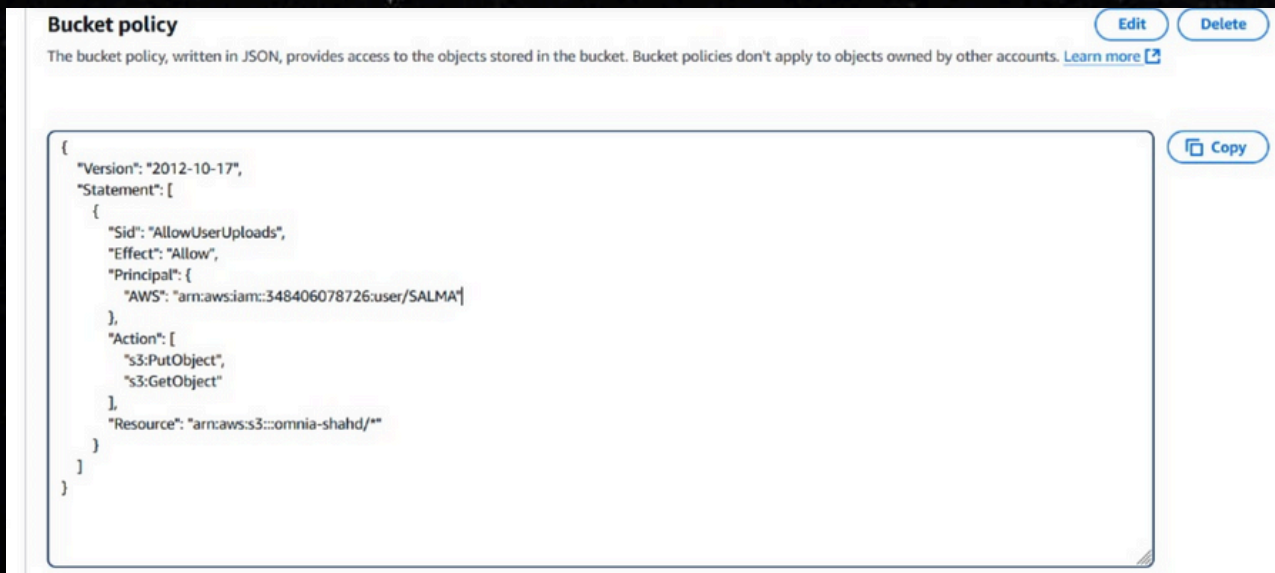 Bucket policy
Edit
Delete
The bucket policy, written in JSON, provides access to the objects stored in the bucket. Bucket policies don't apply to objects owned by other accounts. Learn more
Copy
{
"Version": "2012-10-17",
"Statement": [
{
"Sid": "AllowUserUploads",
"Effect": "Allow",
"Principal": {
"AWS": "arn:aws:iam::348406078726:user/SALMA"
},
"Action": [
"s3:PutObject",
"s3:GetObject"
],
"Resource": "arn:aws:s3:::omnia-shahd/*"
}
]
}